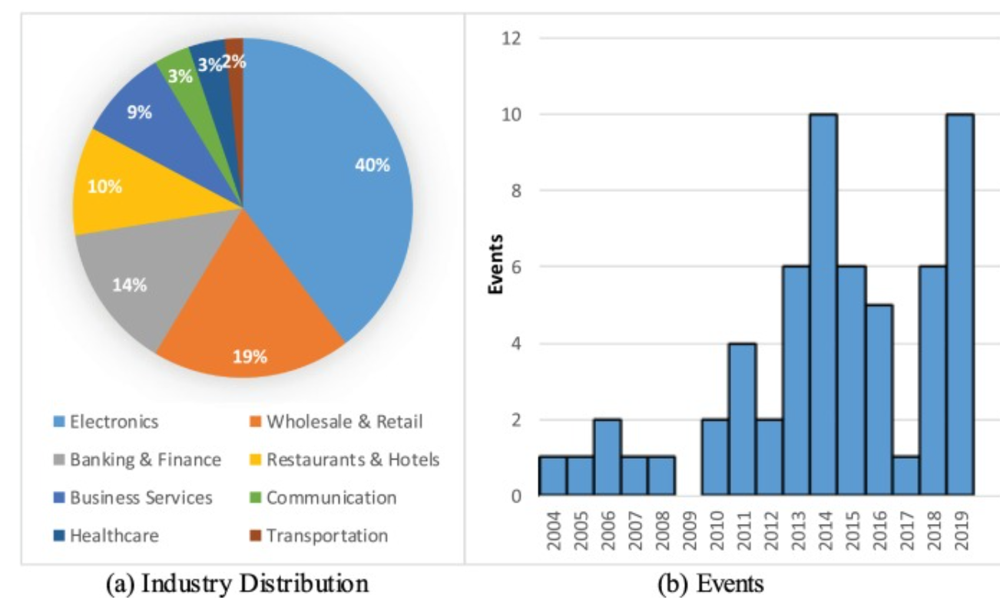 3%
3%
2%
9%
40%
10%
14%
19%
Electronics
Wholesale & Retail
Banking & Finance
Restaurants & Hotels
Business Services
Communication
Healthcare
Transportation
(a) Industry Distribution
12
10
8
6
4
2
0
Events
2004
2005
2006
2007
2008
2009
2010
2011
2012
2013
2014
2015
2016
2017
2018
2019
(b) Events